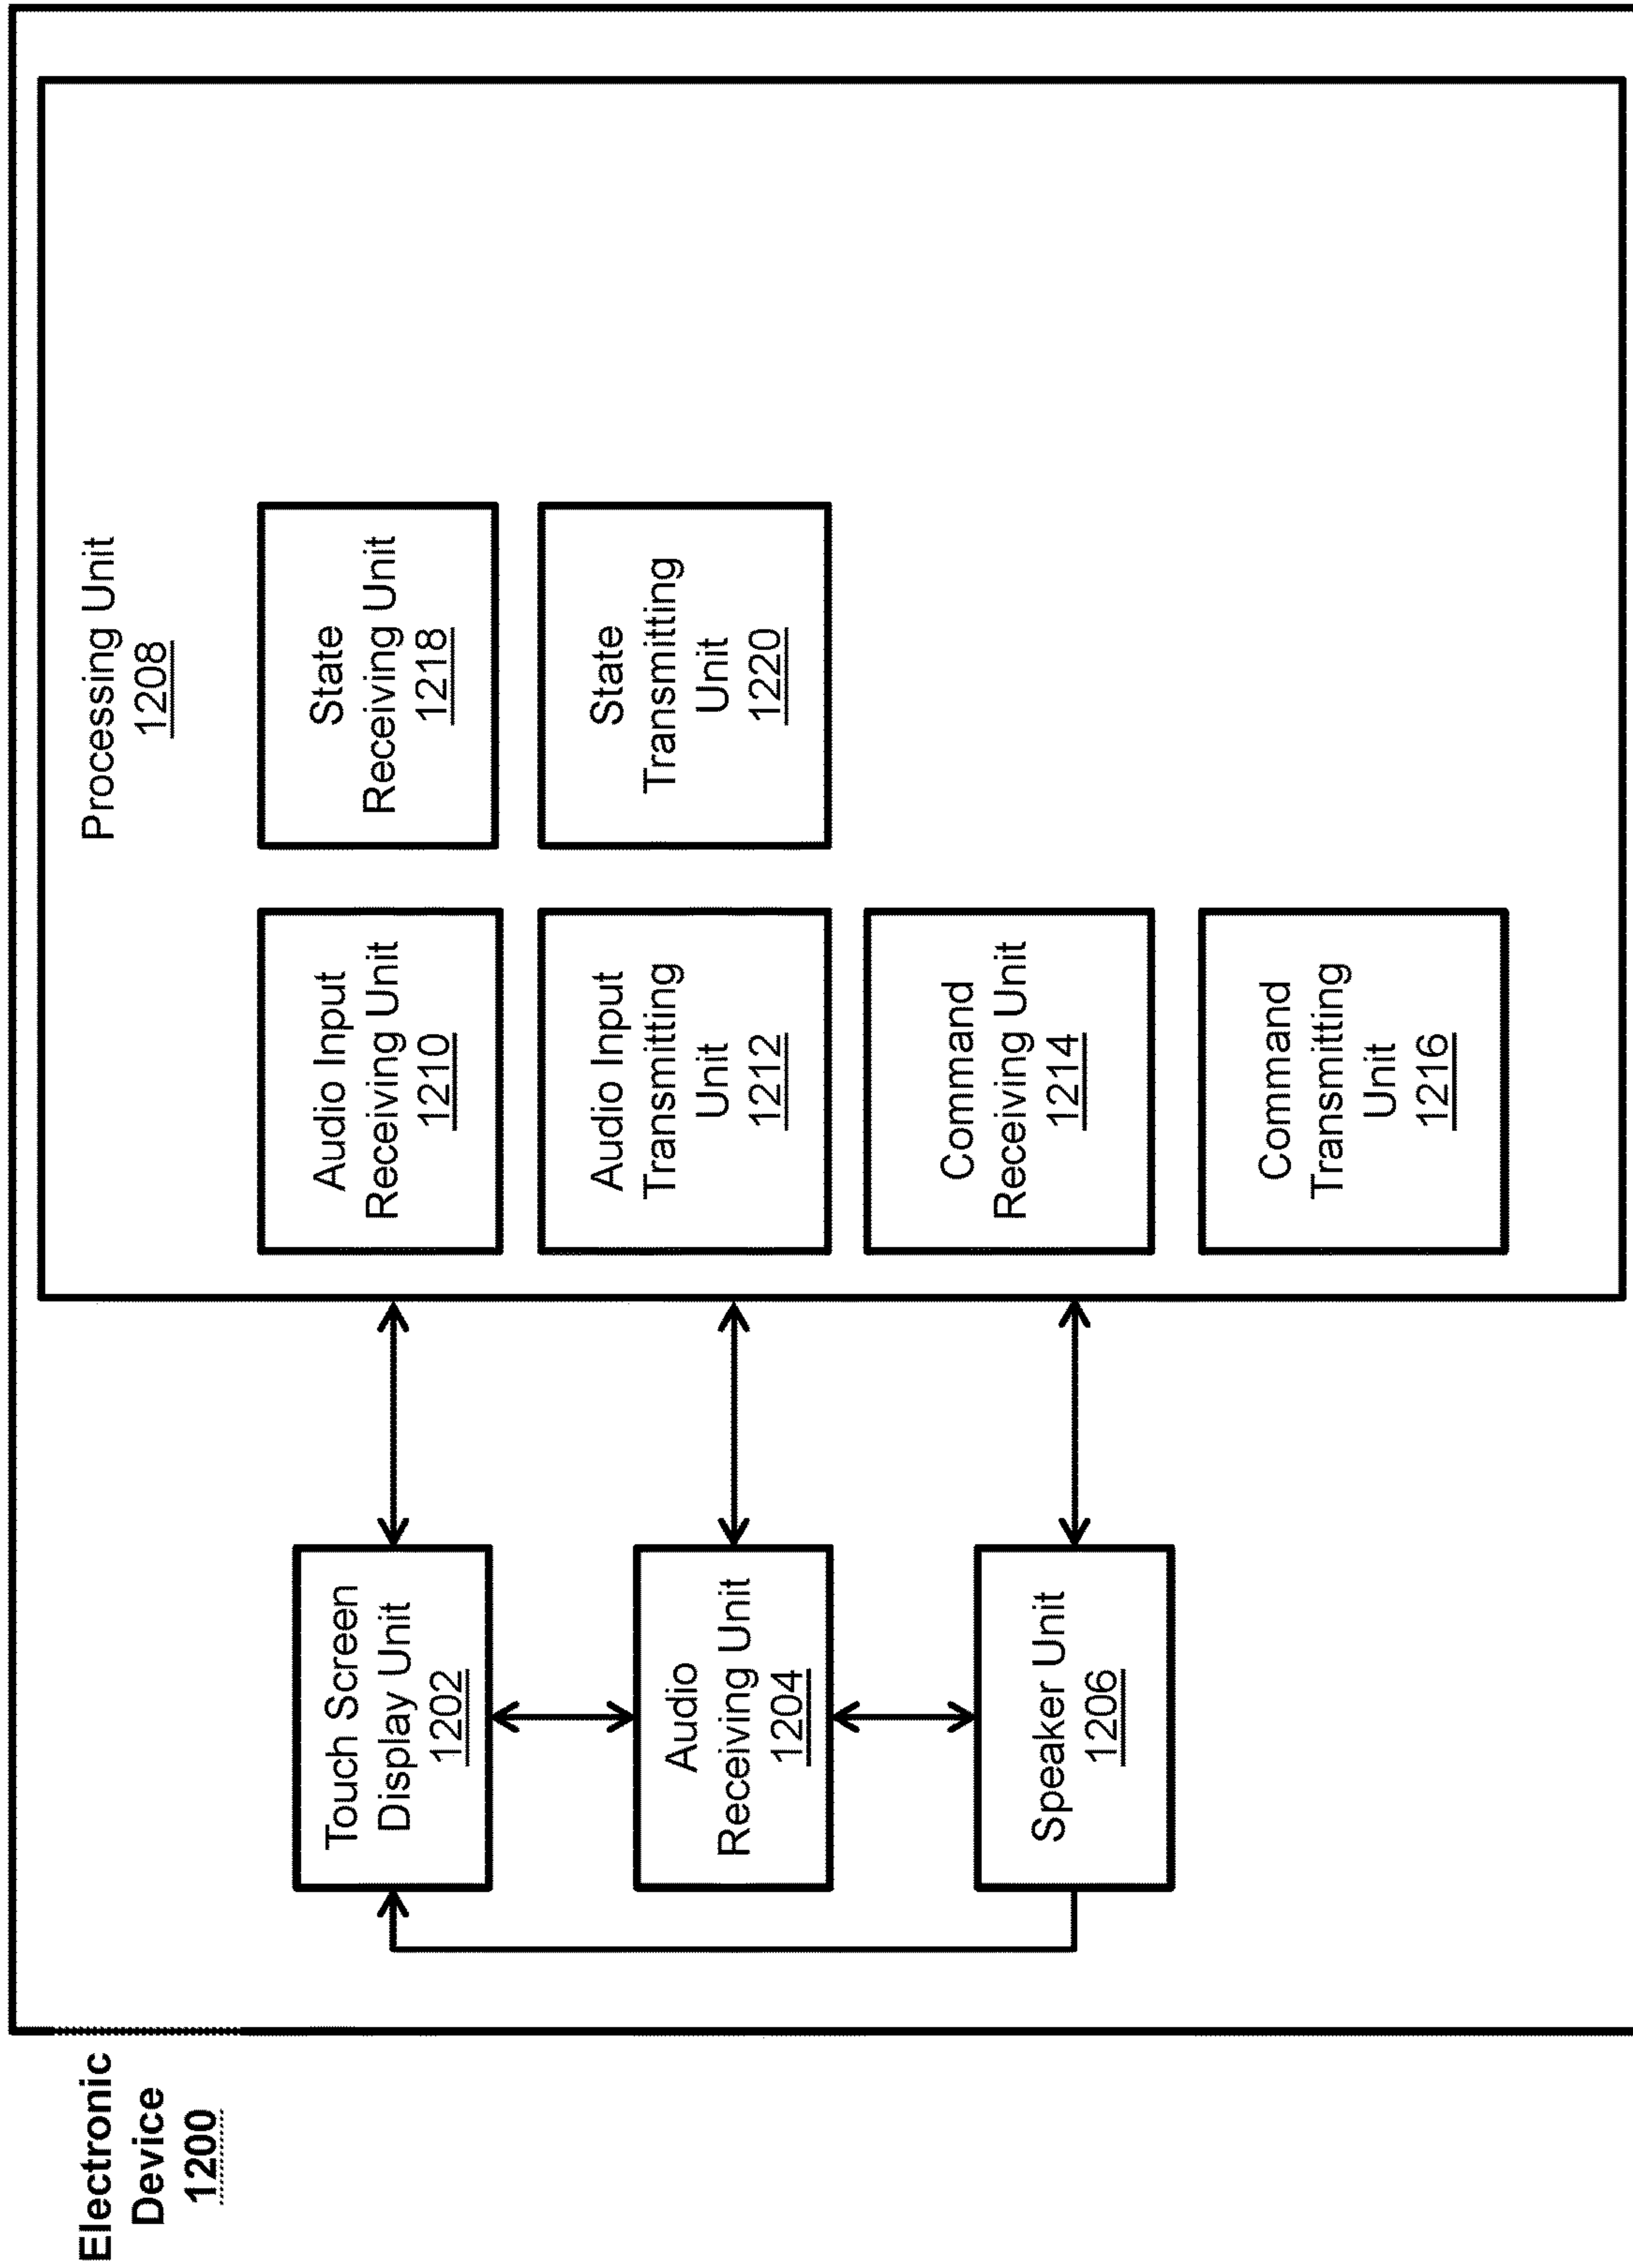 Electronic
Device
1200
Touch Screen
Display Unit
1202
Audio
Receiving Unit
1204
Speaker Unit
1206
Processing Unit
1208
Audio Input
Receiving Unit
1210
Audio Input
Transmitting
Unit
1212
Command
Receiving Unit
1214
Command
Transmitting
Unit
1216
State
Receiving Unit
1218
State
Transmitting
Unit
1220